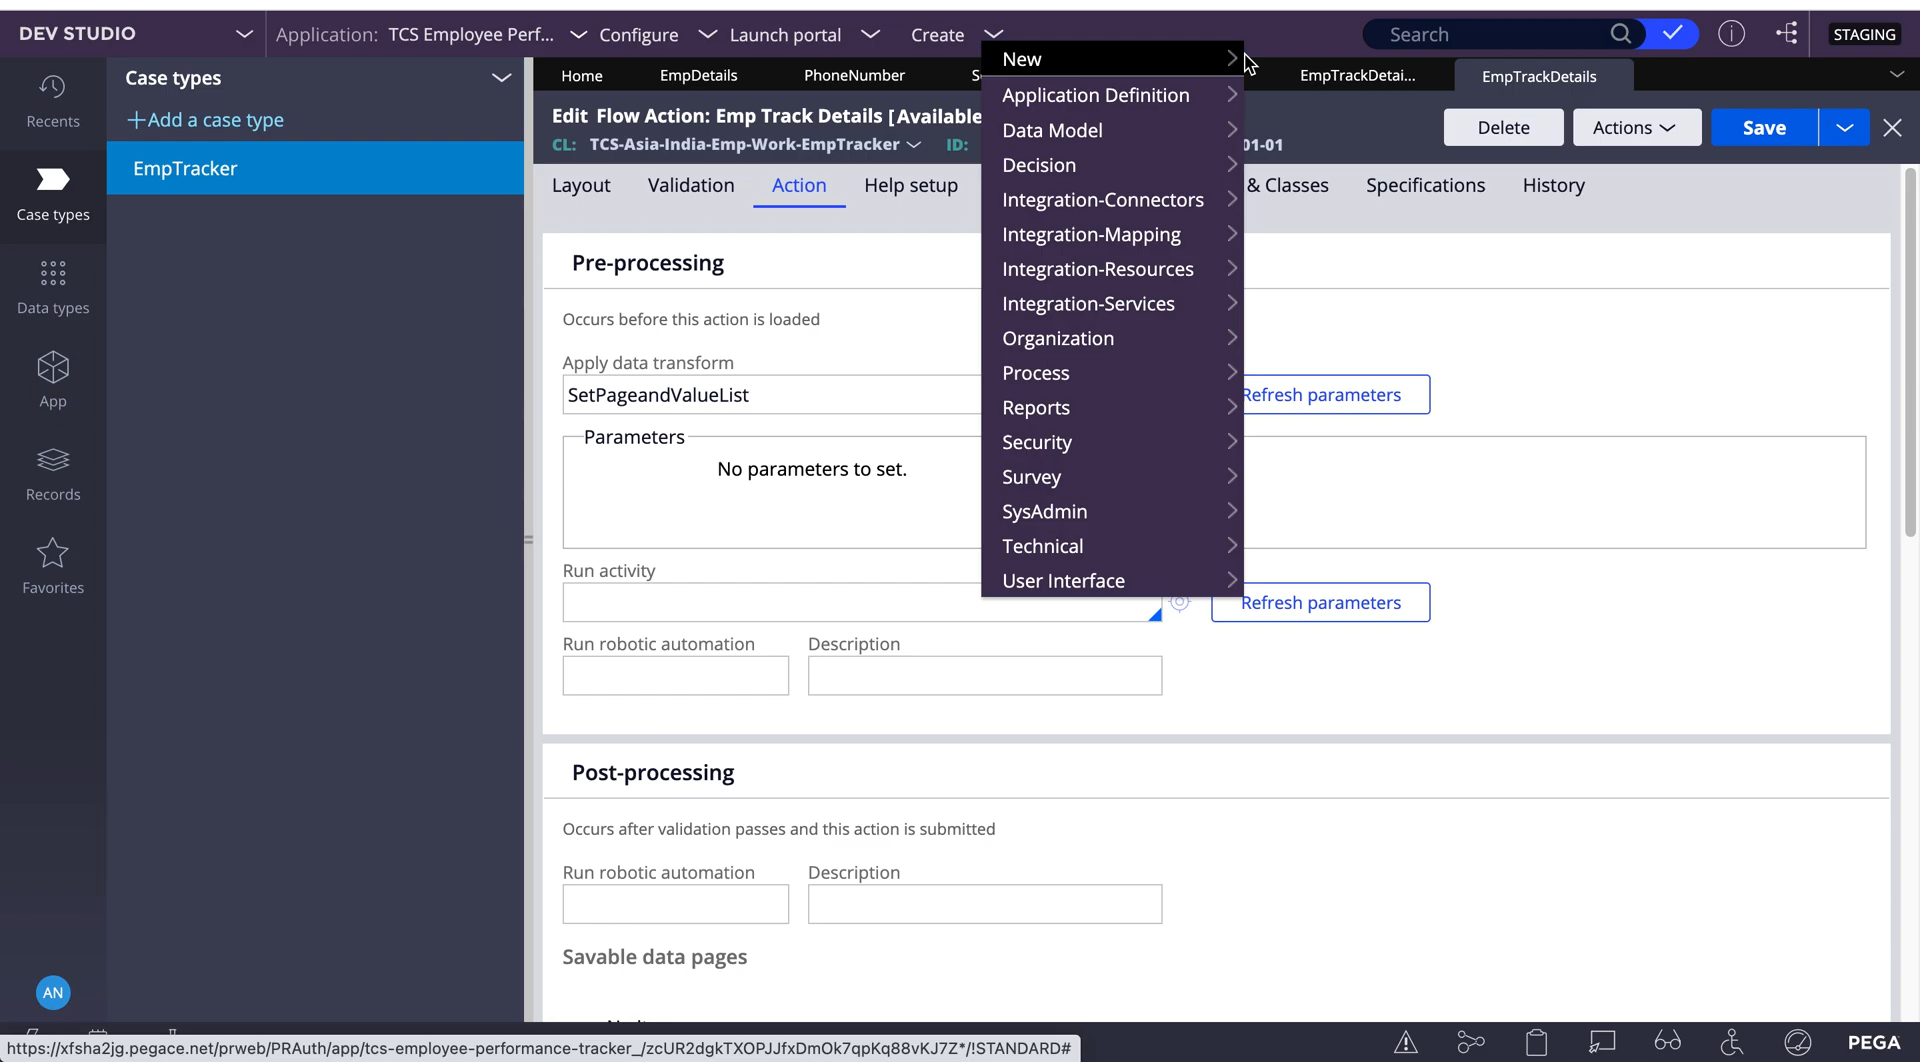 DEV STUDIO
Application: TCS Employee Perf... Configure Launch portal Create
Search
STAGING
Recents
Case types
Data types
App
Records
Favorites
AN
Case types
+Add a case type
EmpTracker
Home EmpDetails PhoneNumber S EmpTrackDetai... EmpTrackDetails
Edit Flow Action: Emp Track Details [Available
CL: TCS-Asia-India-Emp-Work-EmpTracker ID: 01-01
Delete Actions Save
Layout Validation Action Help setup & Classes Specifications History
New
Application Definition
Data Model
Decision
Integration-Connectors
Integration-Mapping
Integration-Resources
Integration-Services
Organization
Process
Reports
Security
Survey
SysAdmin
Technical
User Interface
Pre-processing
Occurs before this action is loaded
Apply data transform
SetPageandValueList Refresh parameters
Parameters
No parameters to set.
Run activity
Refresh parameters
Run robotic automation Description
Post-processing
Occurs after validation passes and this action is submitted
Run robotic automation Description
Savable data pages
https://xfsha2jg.pegace.net/prweb/PRAuth/app/tcs-employee-performance-tracker_/zcUR2dgkTXOPJJfxDmOk7qpKq88vKJ7Z*/!STANDARD#
PEGA